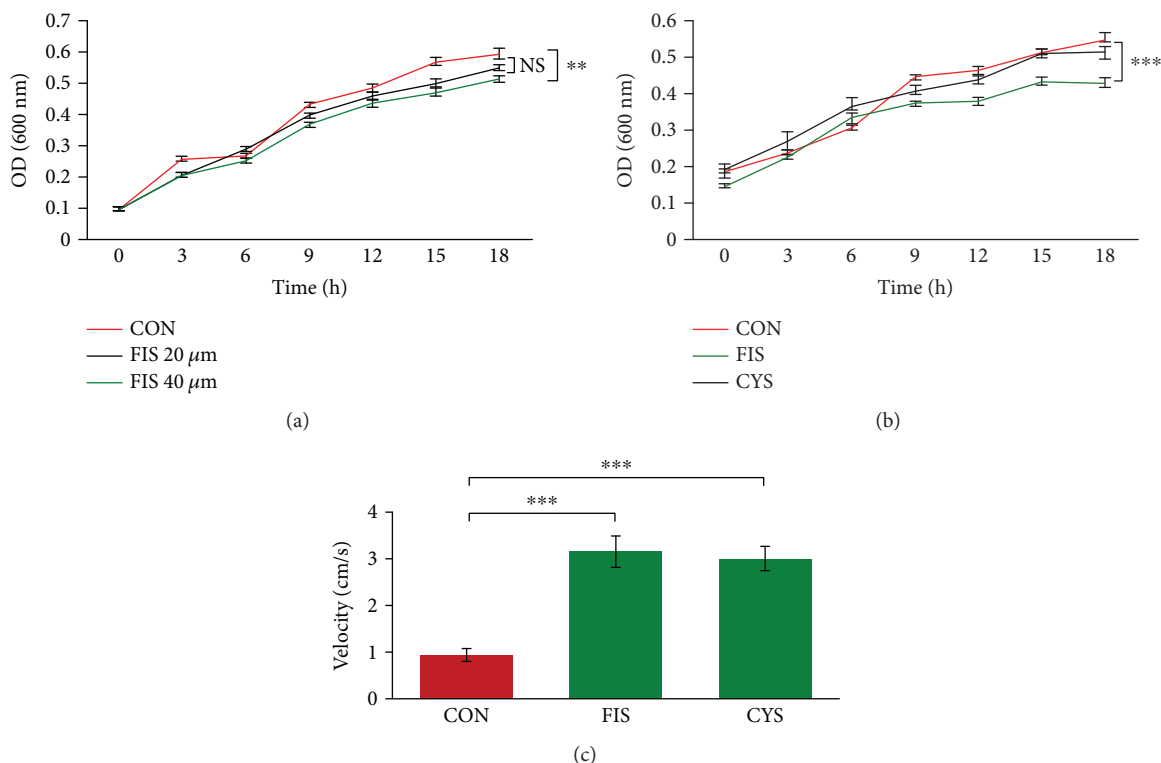 0.7
0.6
0.5
0.4
0.3
0.2
0.1
0
OD (600 nm)
NS
**
0 3 6 9 12 15 18
Time (h)
CON
FIS 20 μm
FIS 40 μm
(a)
0.6
0.5
0.4
0.3
0.2
0.1
0
OD (600 nm)
***
0 3 6 9 12 15 18
Time (h)
CON
FIS
CYS
(b)
***
***
4
3
2
1
0
Velocity (cm/s)
CON FIS CYS
(c)